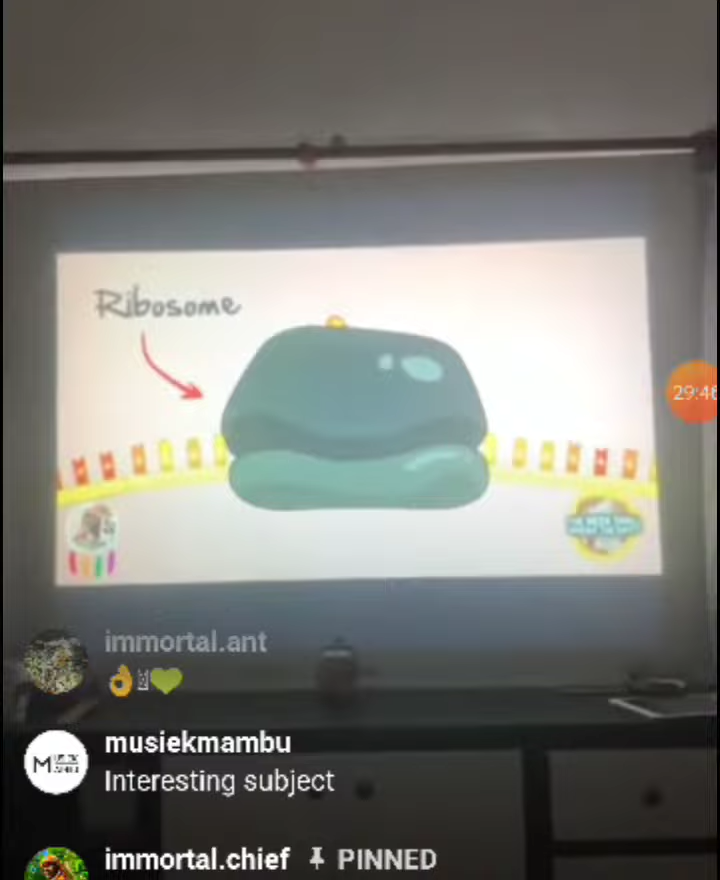 Ribosome
29:46
immortal.ant
musiekmambu
Interesting subject
immortal.chief PINNED